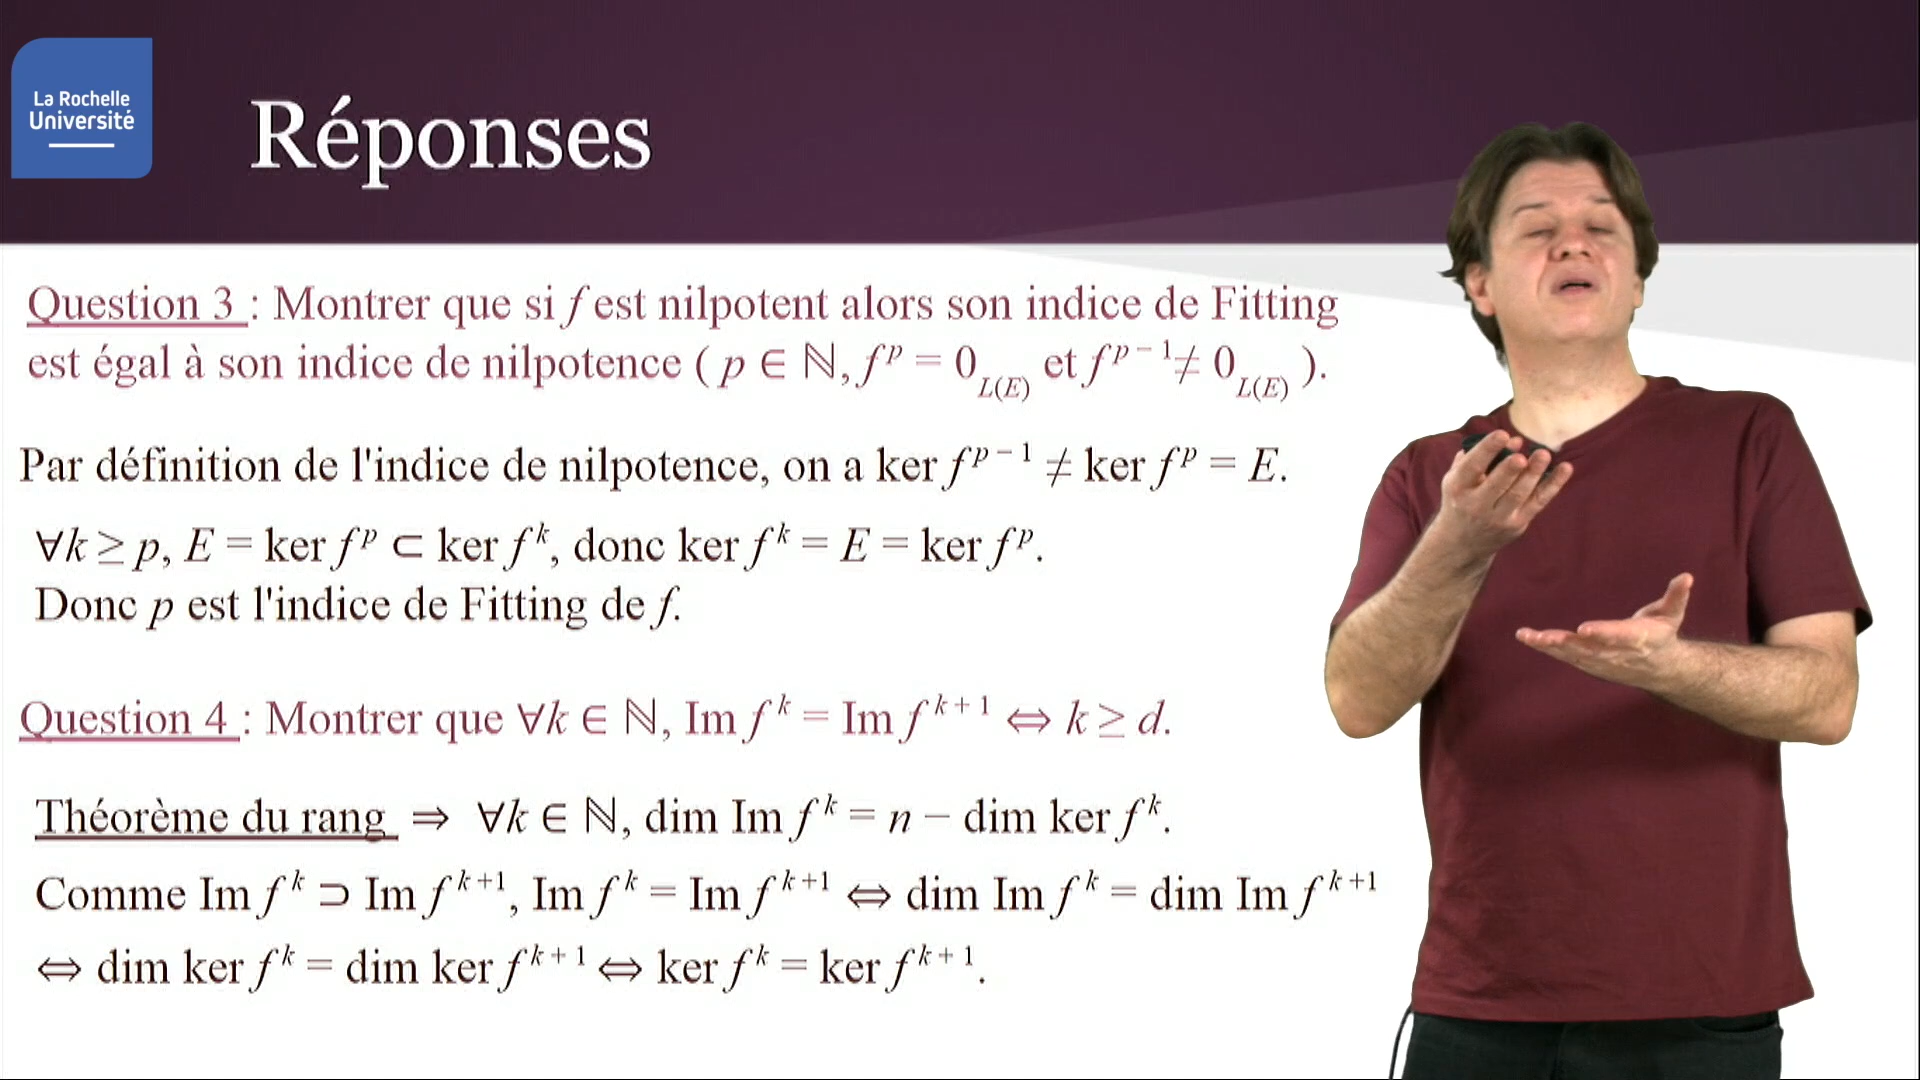 La Rochelle
Université
Réponses
Question 3 : Montrer que si f est nilpotent alors son indice de Fitting
est égal à son indice de nilpotence ( p ∈ ℕ, f^p = 0_{L(E)} et f^{p − 1} ≠ 0_{L(E)} ).
Par définition de l'indice de nilpotence, on a ker f^{p − 1} ≠ ker f^p = E.
∀k ≥ p, E = ker f^p ⊂ ker f^k, donc ker f^k = E = ker f^p.
Donc p est l'indice de Fitting de f.
Question 4 : Montrer que ∀k ∈ ℕ, Im f^k = Im f^{k + 1} ⇔ k ≥ d.
Théorème du rang ⇒ ∀k ∈ ℕ, dim Im f^k = n − dim ker f^k.
Comme Im f^k ⊃ Im f^{k+1}, Im f^k = Im f^{k+1} ⇔ dim Im f^k = dim Im f^{k+1}
⇔ dim ker f^k = dim ker f^{k + 1} ⇔ ker f^k = ker f^{k + 1}.